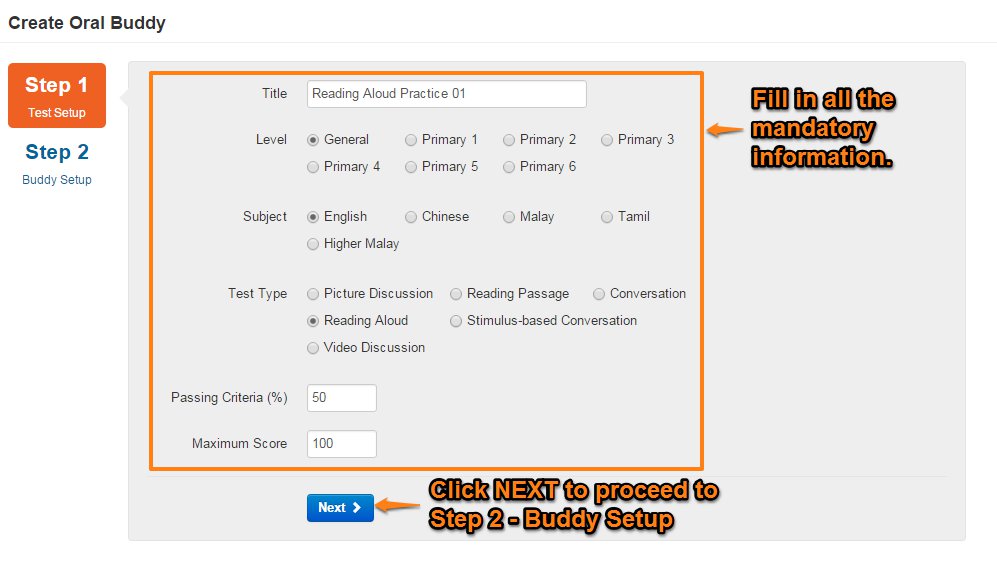 Create Oral Buddy
Step 1
Test Setup
Step 2
Buddy Setup
Title Reading Aloud Practice 01
Level General Primary 1 Primary 2 Primary 3
Primary 4 Primary 5 Primary 6
Subject English Chinese Malay Tamil
Higher Malay
Test Type Picture Discussion Reading Passage Conversation
Reading Aloud Stimulus-based Conversation
Video Discussion
Passing Criteria (%) 50
Maximum Score 100
Next
Fill in all the
mandatory
information.
Click NEXT to proceed to
Step 2 - Buddy Setup